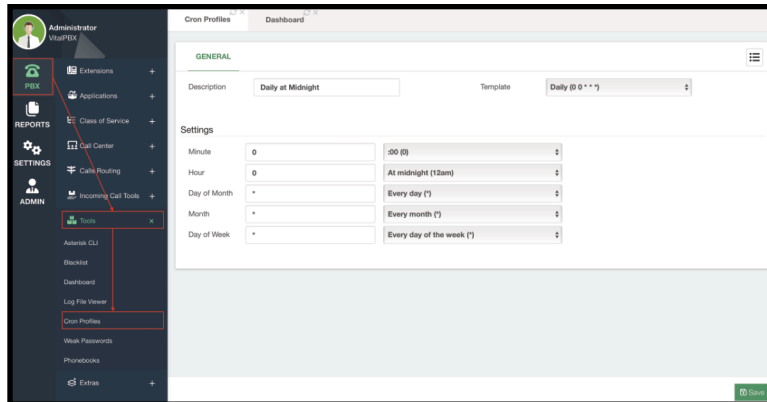 Administrator
VitalPBX
PBX
REPORTS
SETTINGS
ADMIN
Extensions +
Applications +
Class of Service +
Call Center +
Calls Routing +
Incoming Call Tools +
Tools ×
Asterisk CLI
Blacklist
Dashboard
Log File Viewer
Cron Profiles
Weak Passwords
Phonebooks
Extras +
Cron Profiles Dashboard
GENERAL
Description Daily at Midnight Template Daily (0 0 * * *)
Settings
Minute 0 :00 (0)
Hour 0 At midnight (12am)
Day of Month * Every day (*)
Month * Every month (*)
Day of Week * Every day of the week (*)
Save